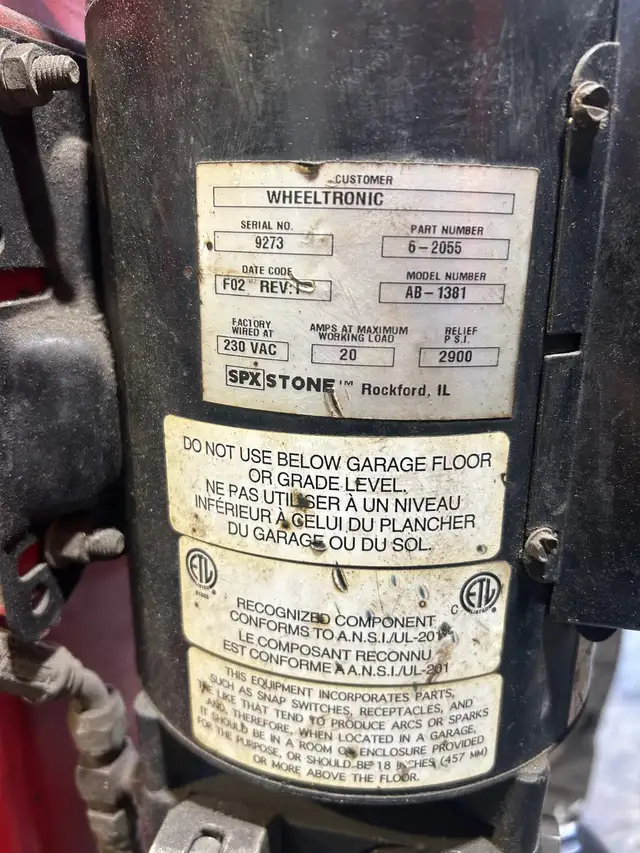 CUSTOMER
WHEELTRONIC
SERIAL NO. PART NUMBER
9273 6-2055
DATE CODE MODEL NUMBER
F02 REV: AB-1381
FACTORY WIRED AT AMPS AT MAXIMUM WORKING LOAD RELIEF P.S.I.
230 VAC 20 2900
SPX STONE™ Rockford, IL
DO NOT USE BELOW GARAGE FLOOR
OR GRADE LEVEL.
NE PAS UTILISER À UN NIVEAU
INFÉRIEUR À CELUI DU PLANCHER
DU GARAGE OU DU SOL.
ETL
C ETL
RECOGNIZED COMPONENT
CONFORMS TO A.N.S.I./UL-201
LE COMPOSANT RECONNU
EST CONFORME À A.N.S.I./UL-201
THIS EQUIPMENT INCORPORATES PARTS,
SUCH AS SNAP SWITCHES, RECEPTACLES, AND
THE LIKE THAT TEND TO PRODUCE ARCS OR SPARKS
AND, THEREFORE, WHEN LOCATED IN A GARAGE,
IT SHOULD BE IN A ROOM OR ENCLOSURE PROVIDED
FOR THE PURPOSE, OR SHOULD BE 18 INCHES (457 MM)
OR MORE ABOVE THE FLOOR.